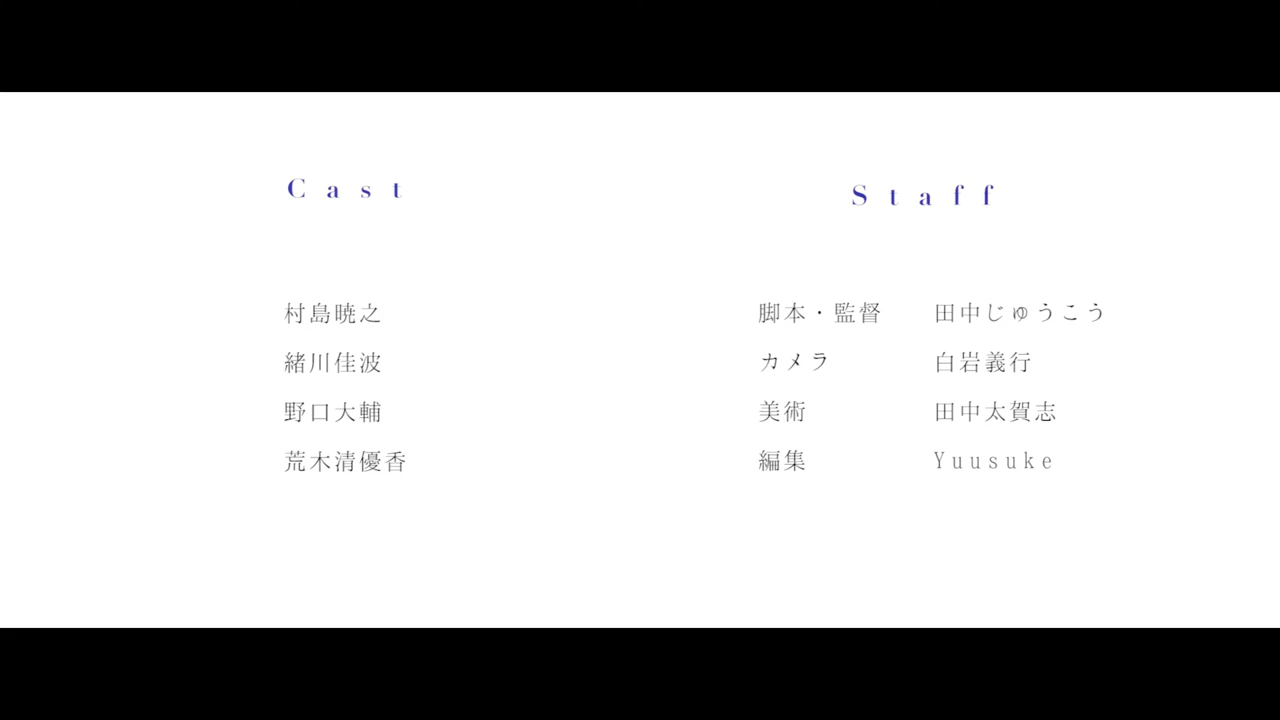 Cast
村島暁之
緒川佳波
野口大輔
荒木清優香
Staff
脚本・監督 田中じゅうこう
カメラ 白岩義行
美術 田中太賀志
編集 Yuusuke